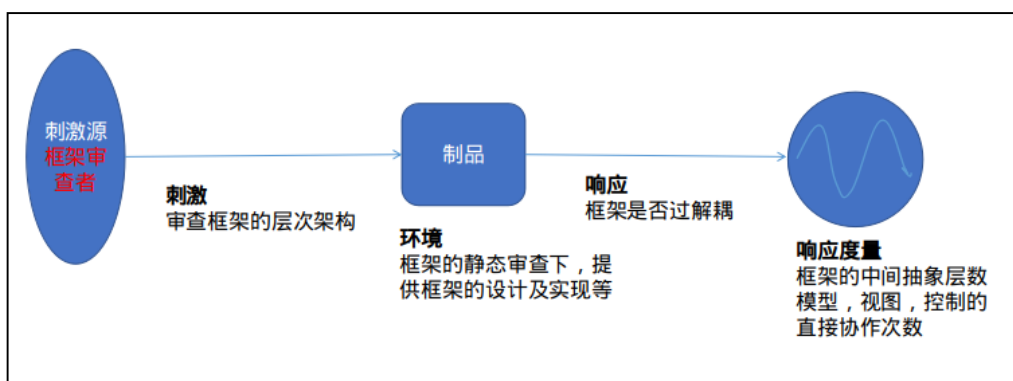 刺激源
框架审
查者
刺激
审查框架的层次架构
制品
环境
框架的静态审查下，提
供框架的设计及实现等
响应
框架是否过解耦
响应度量
框架的中间抽象层数
模型，视图，控制的
直接协作次数